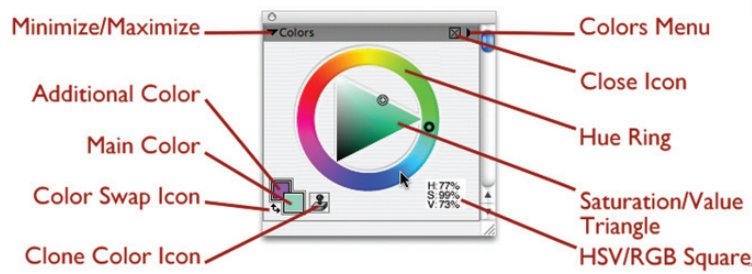 Minimize/Maximize
Colors
Colors Menu
Close Icon
Additional Color
Hue Ring
Main Color
Color Swap Icon
Saturation/Value
Triangle
Clone Color Icon
H:77%
S:99%
V:73%
HSV/RGB Square